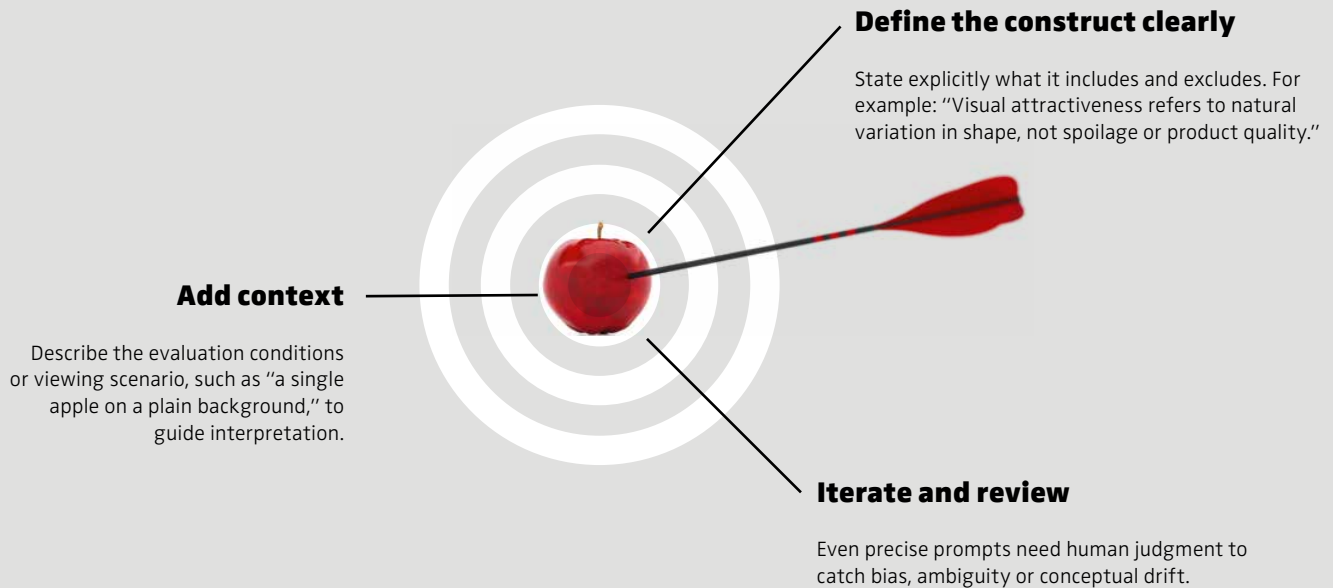 Define the construct clearly
State explicitly what it includes and excludes. For
example: “Visual attractiveness refers to natural
variation in shape, not spoilage or product quality.”
Add context
Describe the evaluation conditions
or viewing scenario, such as “a single
apple on a plain background,” to
guide interpretation.
Iterate and review
Even precise prompts need human judgment to
catch bias, ambiguity or conceptual drift.